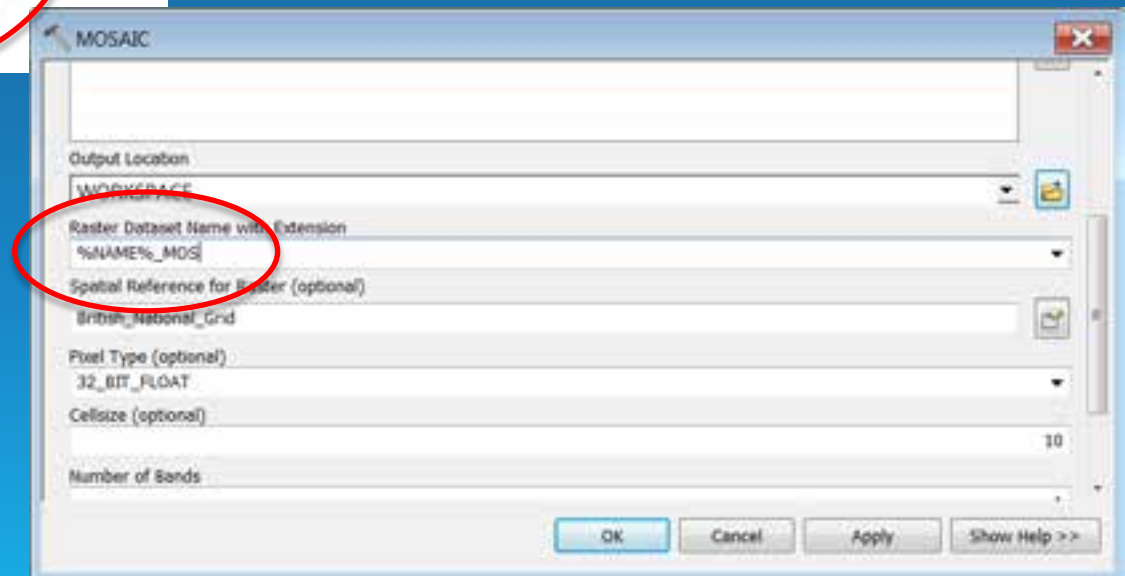 MOSAIC
Output Location
WORKSPACE
Raster Dataset Name with Extension
%NAME%_MOS
Spatial Reference for Raster (optional)
British_National_Grid
Pixel Type (optional)
32_BIT_FLOAT
Cellsize (optional)
10
Number of Bands
OK Cancel Apply Show Help >>